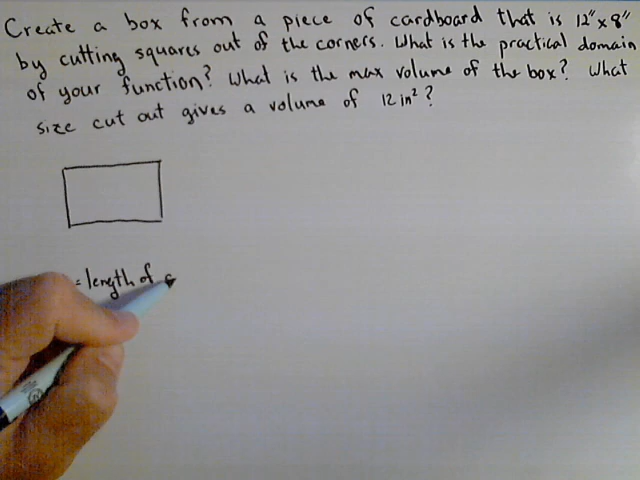 Create a box from a piece of cardboard that is 12" x 8"
by cutting squares out of the corners. What is the practical domain
of your function? What is the max volume of the box? What
size cut out gives a volume of 12 in²?
= length of